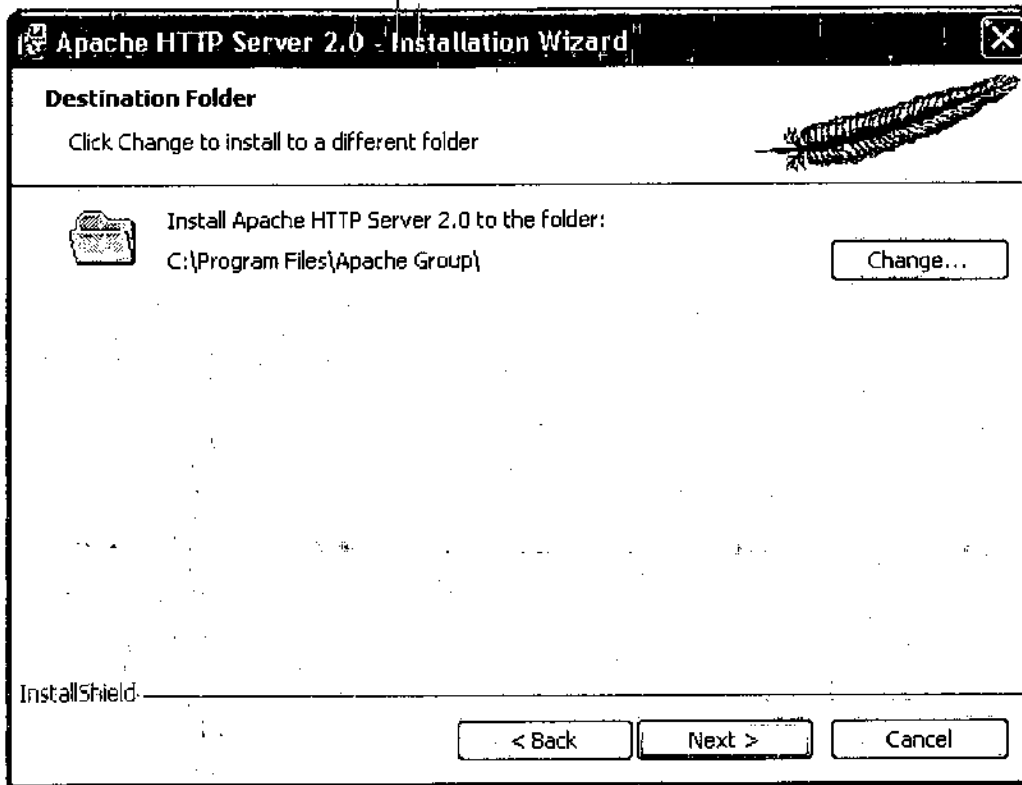 Apache HTTP Server 2.0 - Installation Wizard
Destination Folder
Click Change to install to a different folder
Install Apache HTTP Server 2.0 to the folder:
C:\Program Files\Apache Group\
Change...
InstallShield
< Back
Next >
Cancel